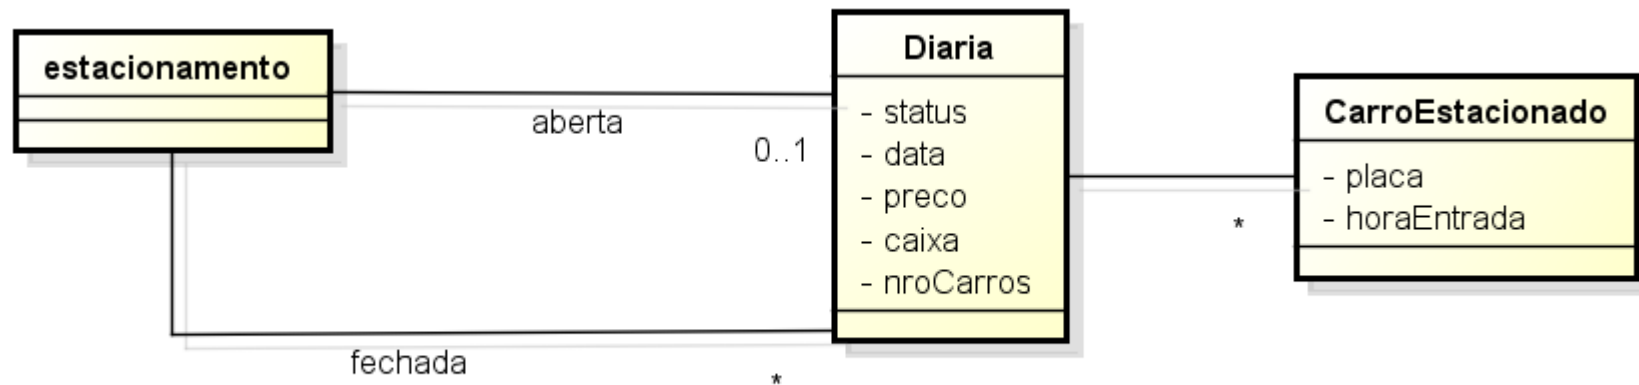 estacionamento
aberta
0..1
fechada
*
Diaria
- status
- data
- preco
- caixa
- nroCarros
*
CarroEstacionado
- placa
- horaEntrada